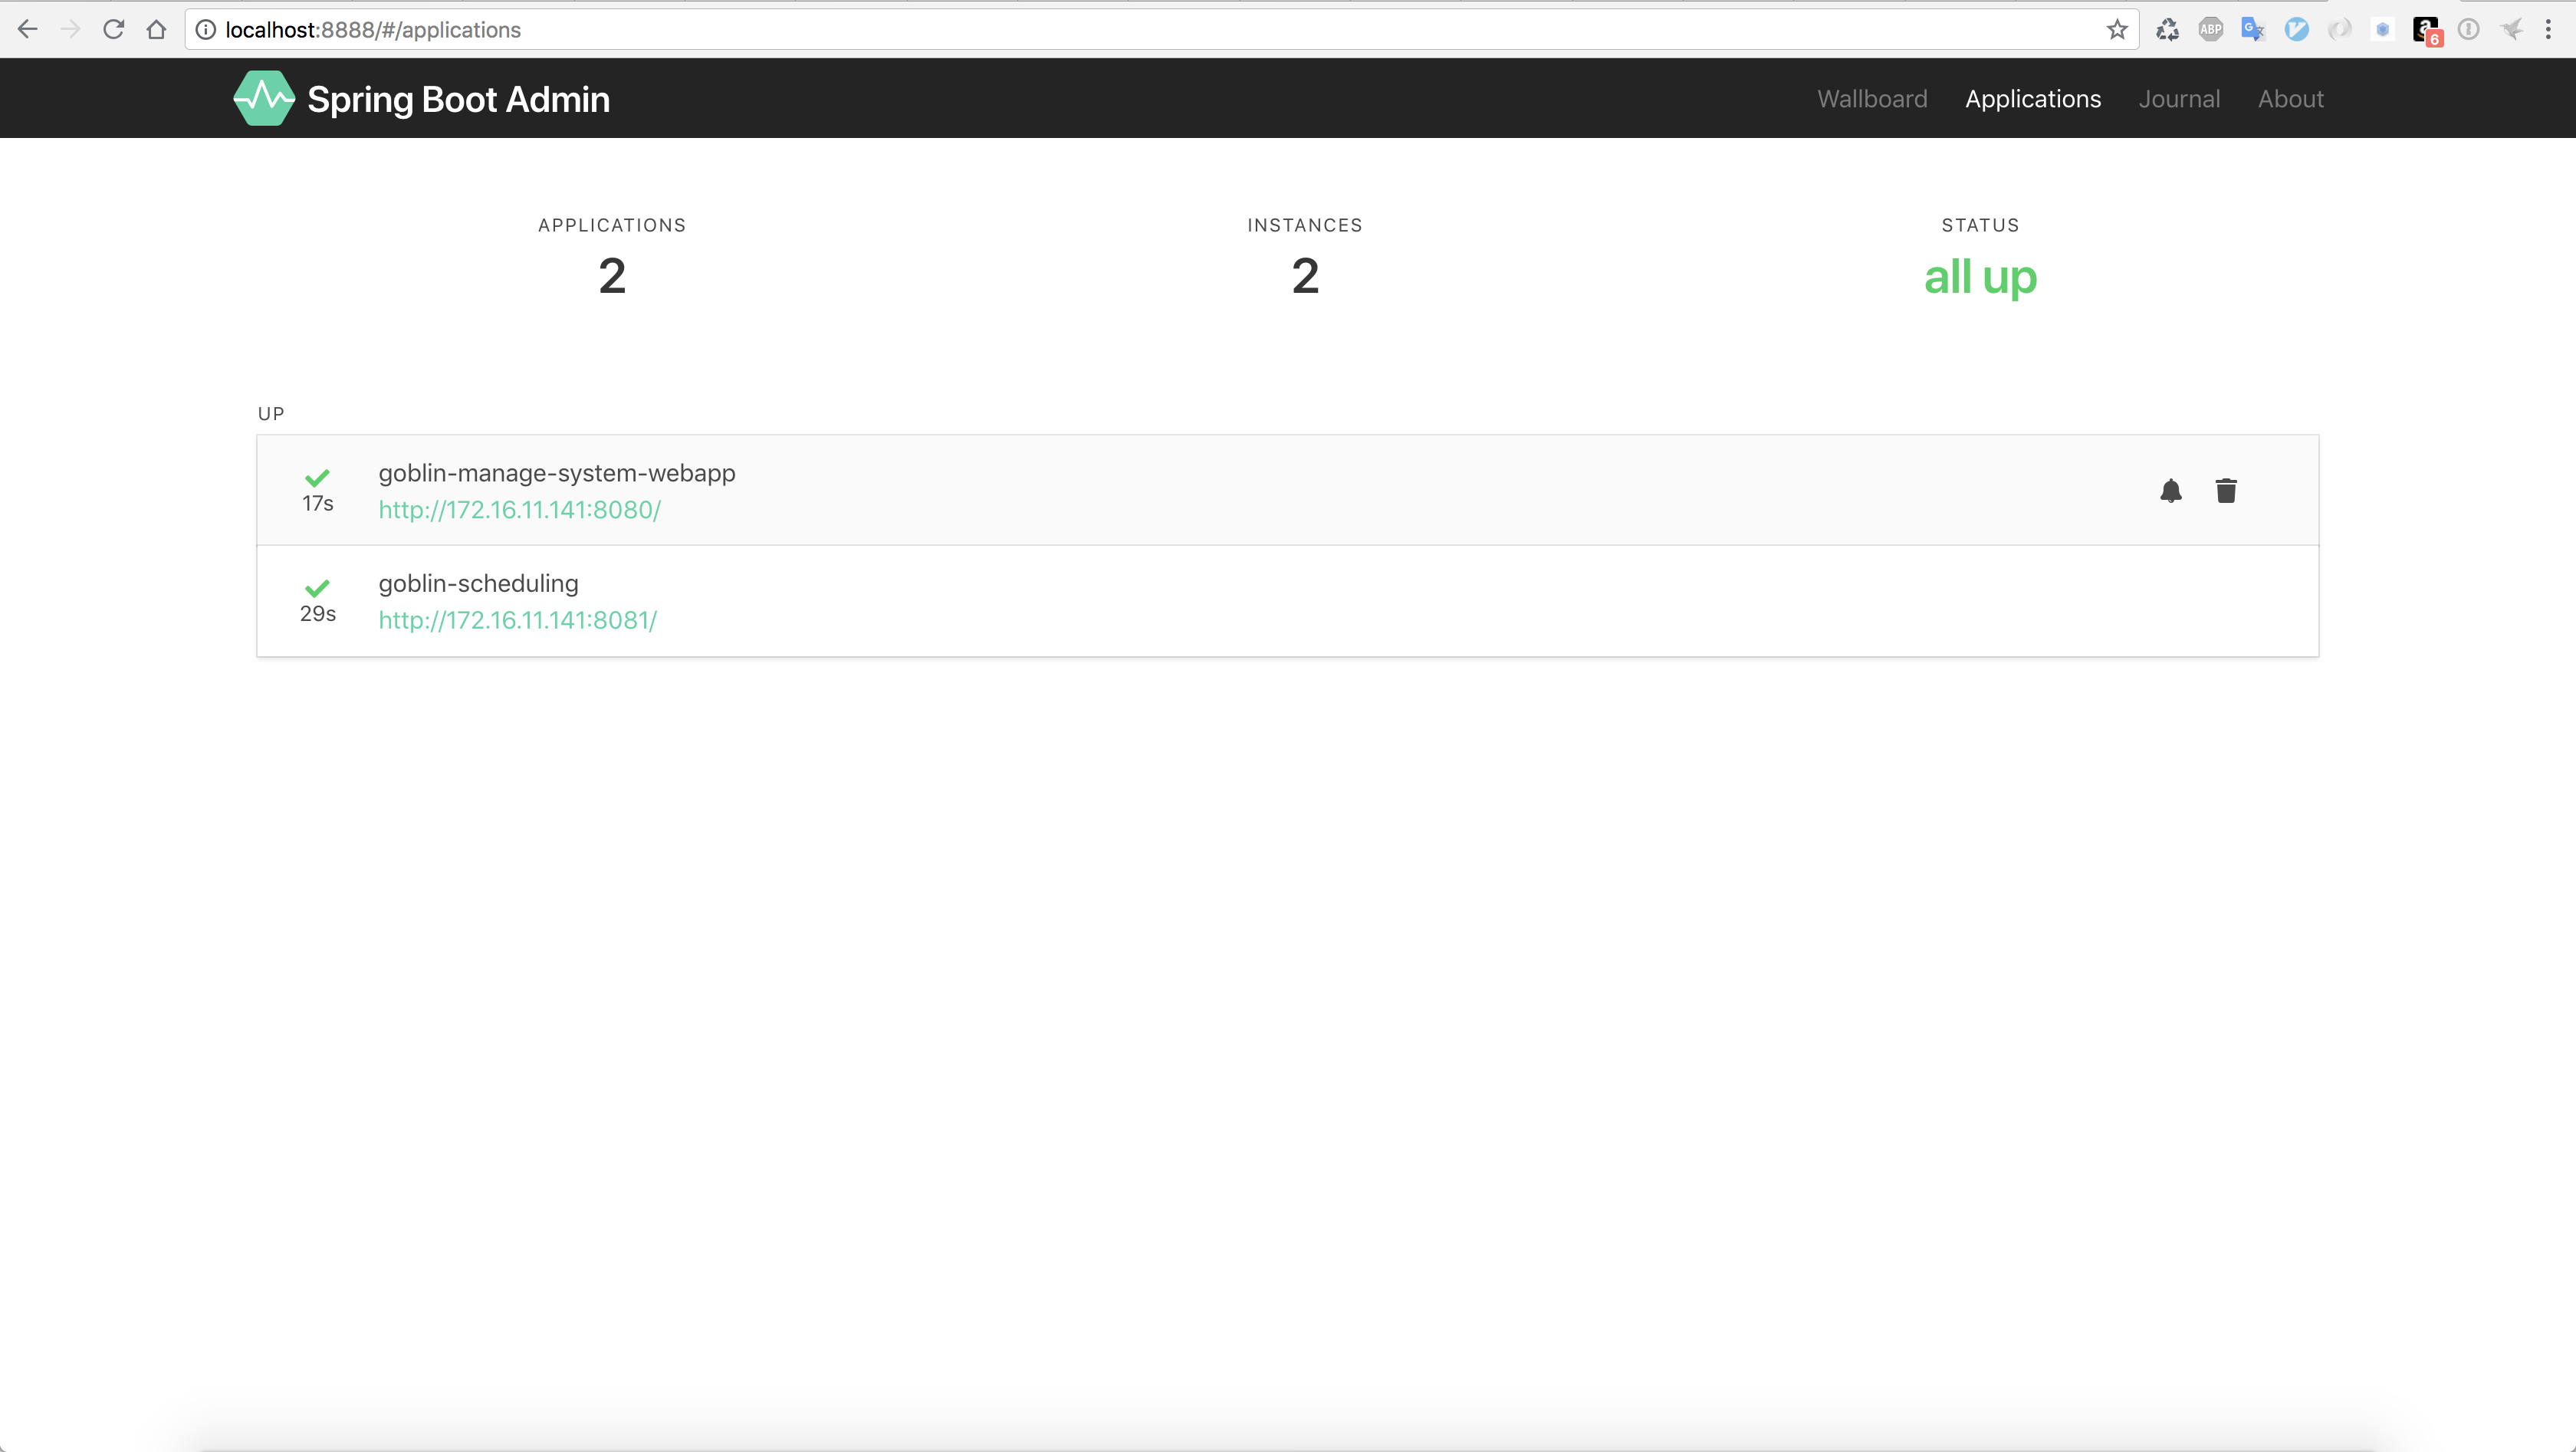 localhost:8888/#/applications
ABP
6
Spring Boot Admin
Wallboard
Applications
Journal
About
APPLICATIONS
2
INSTANCES
2
STATUS
all up
UP
17s
goblin-manage-system-webapp
http://172.16.11.141:8080/
29s
goblin-scheduling
http://172.16.11.141:8081/